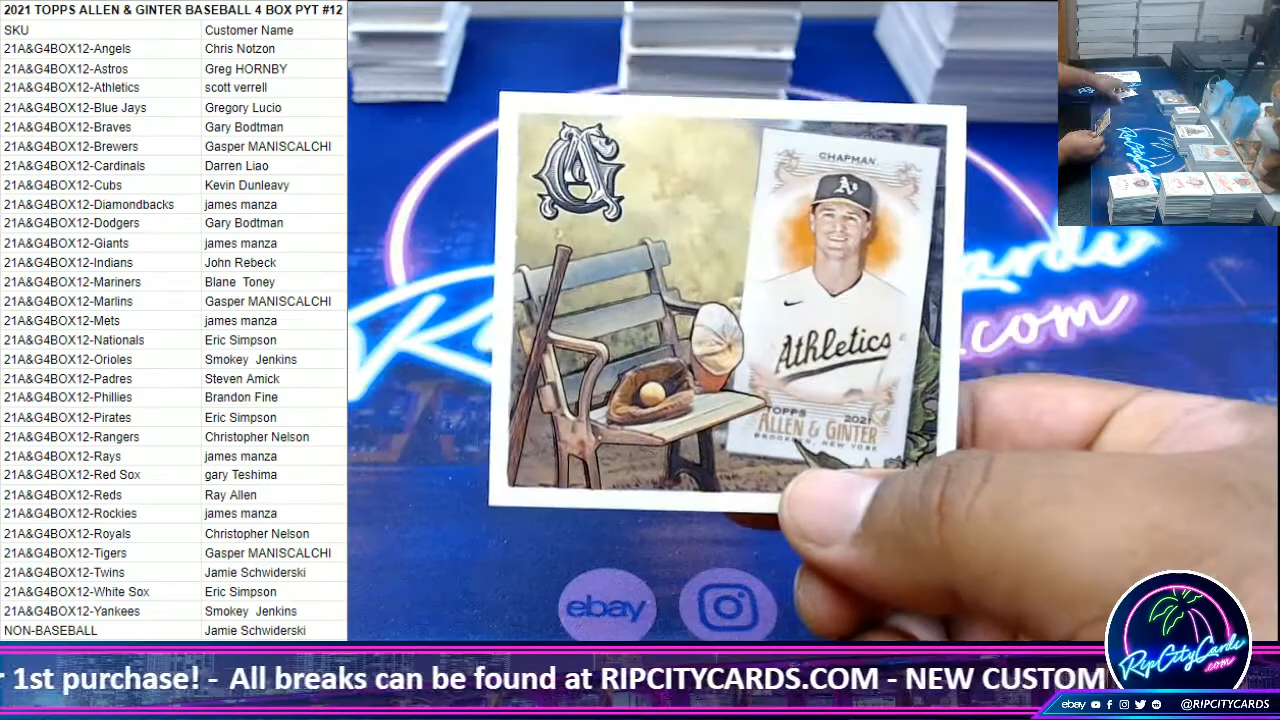 2021 TOPPS ALLEN & GINTER BASEBALL 4 BOX PYT #12
SKU Customer Name
21A&G4BOX12-Angels Chris Notzon
21A&G4BOX12-Astros Greg HORNBY
21A&G4BOX12-Athletics scott verrell
21A&G4BOX12-Blue Jays Gregory Lucio
21A&G4BOX12-Braves Gary Bodtman
21A&G4BOX12-Brewers Gasper MANISCALCHI
21A&G4BOX12-Cardinals Darren Liao
21A&G4BOX12-Cubs Kevin Dunleavy
21A&G4BOX12-Diamondbacks james manza
21A&G4BOX12-Dodgers Gary Bodtman
21A&G4BOX12-Giants james manza
21A&G4BOX12-Indians John Rebeck
21A&G4BOX12-Mariners Blane Toney
21A&G4BOX12-Marlins Gasper MANISCALCHI
21A&G4BOX12-Mets james manza
21A&G4BOX12-Nationals Eric Simpson
21A&G4BOX12-Orioles Smokey Jenkins
21A&G4BOX12-Padres Steven Amick
21A&G4BOX12-Phillies Brandon Fine
21A&G4BOX12-Pirates Eric Simpson
21A&G4BOX12-Rangers Christopher Nelson
21A&G4BOX12-Rays james manza
21A&G4BOX12-Red Sox gary Teshima
21A&G4BOX12-Reds Ray Allen
21A&G4BOX12-Rockies james manza
21A&G4BOX12-Royals Christopher Nelson
21A&G4BOX12-Tigers Gasper MANISCALCHI
21A&G4BOX12-Twins Jamie Schwiderski
21A&G4BOX12-White Sox Eric Simpson
21A&G4BOX12-Yankees Smokey Jenkins
NON-BASEBALL Jamie Schwiderski
CHAPMAN
A's
Athletics
TOPPS 2021
ALLEN & GINTER
BROOKLYN, NEW YORK
.com
ebay
r 1st purchase! - All breaks can be found at RIPCITYCARDS.COM - NEW CUSTOM
RipCityCards
.com
ebay @RIPCITYCARDS